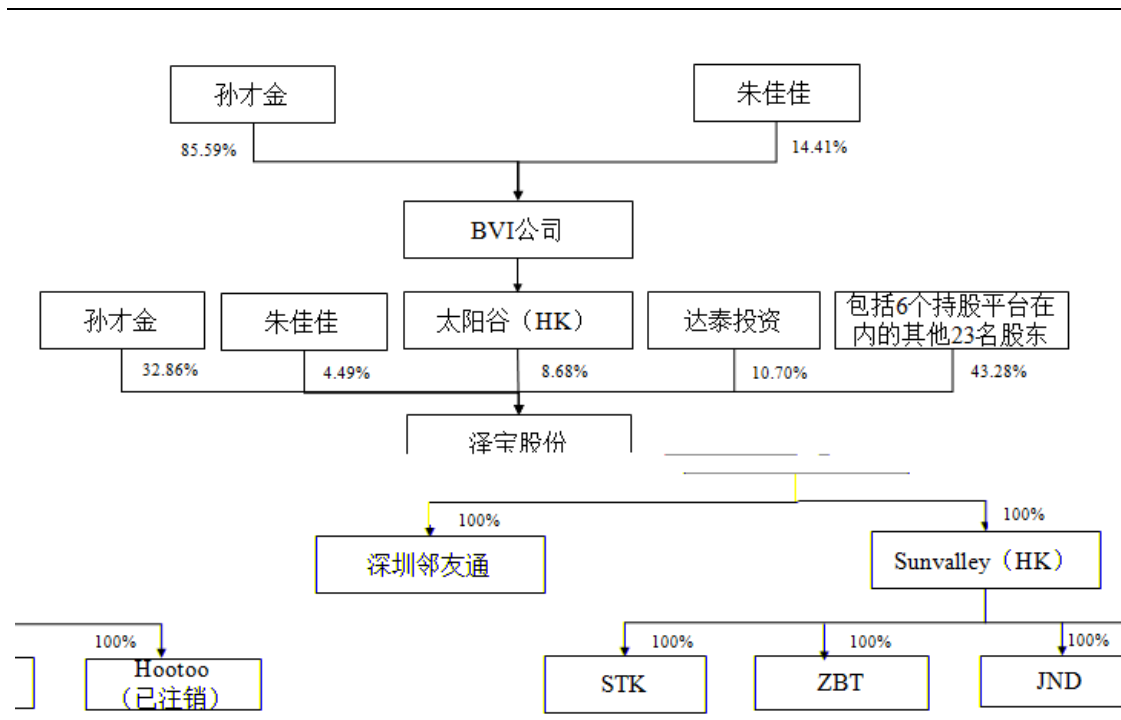 孙才金
朱佳佳
85.59%
14.41%
BVI公司
孙才金
朱佳佳
太阳谷（HK）
达泰投资
包括6个持股平台在
内的其他23名股东
32.86%
4.49%
8.68%
10.70%
43.28%
泽宝股份
100%
100%
深圳邻友通
Sunvalley（HK）
100%
100%
100%
100%
Hootoo
（已注销）
STK
ZBT
JND